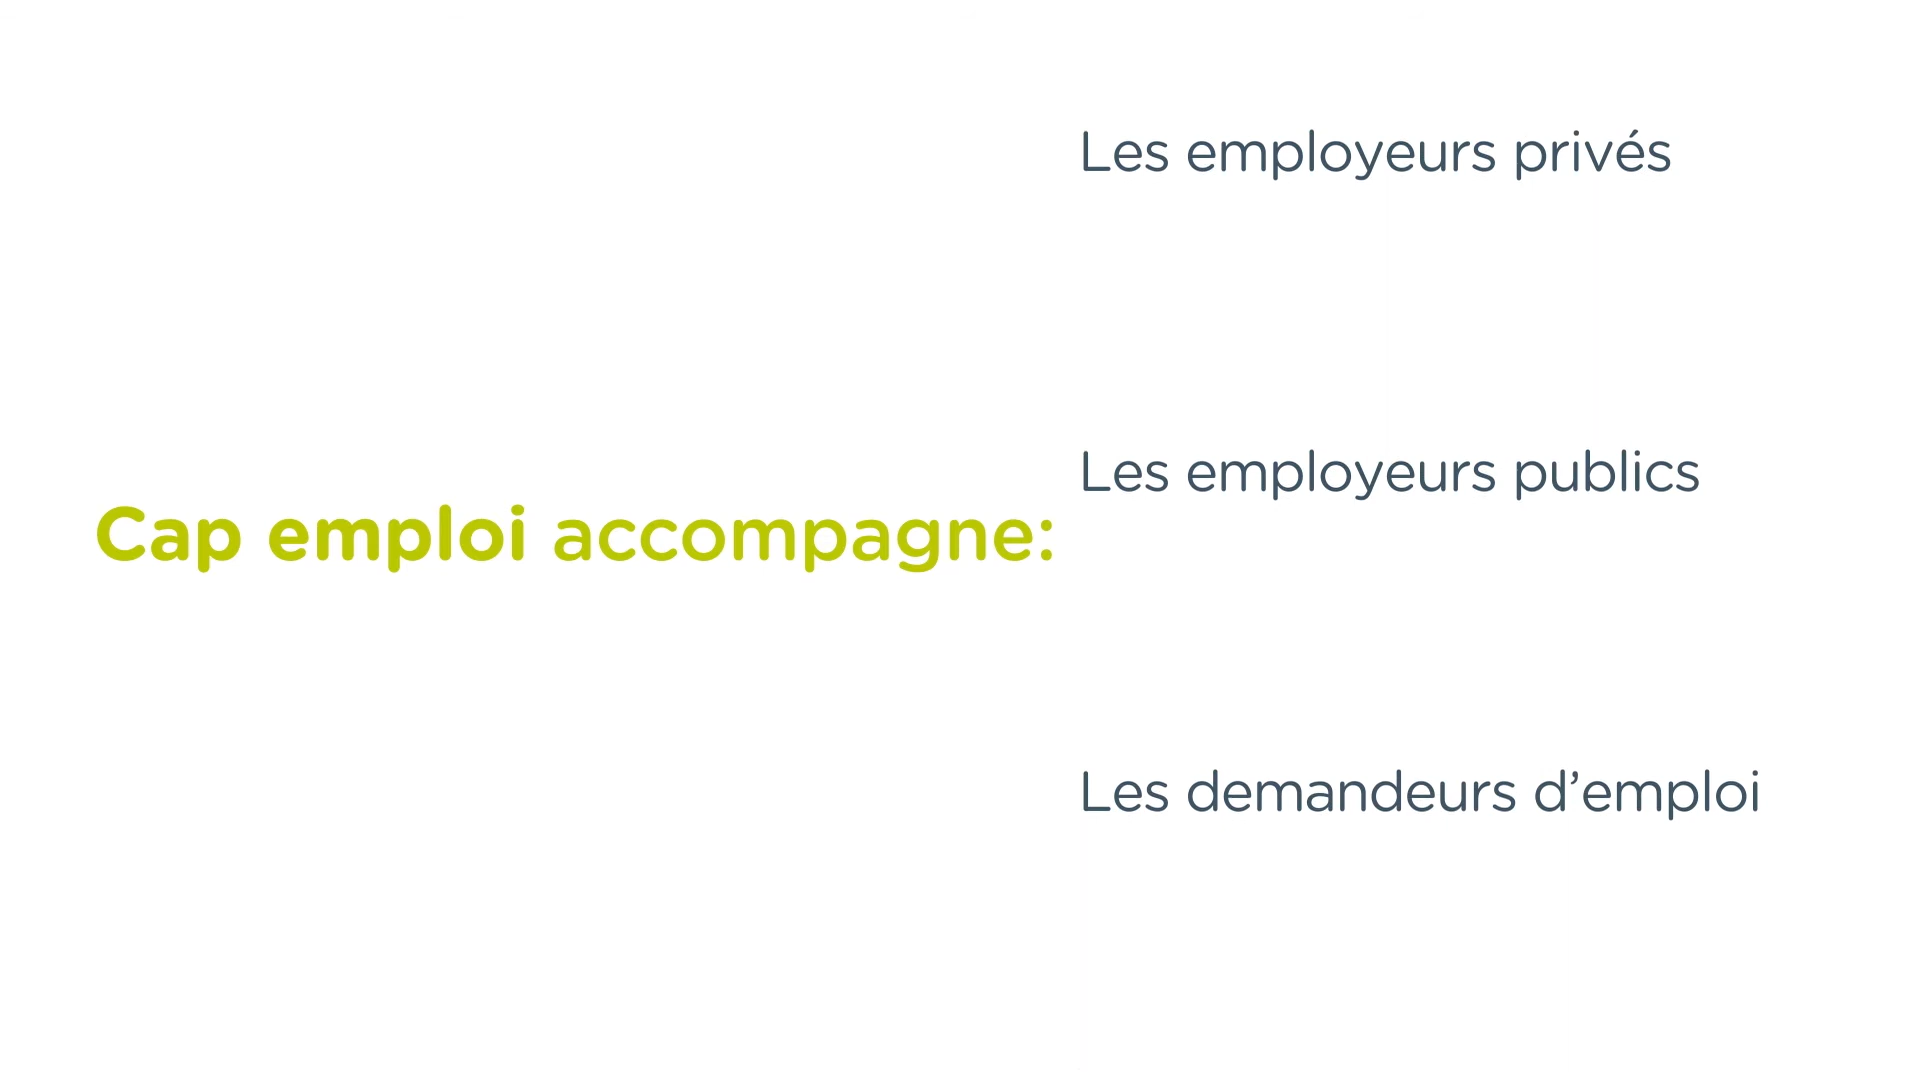 Cap emploi accompagne:
Les employeurs privés
Les employeurs publics
Les demandeurs d’emploi